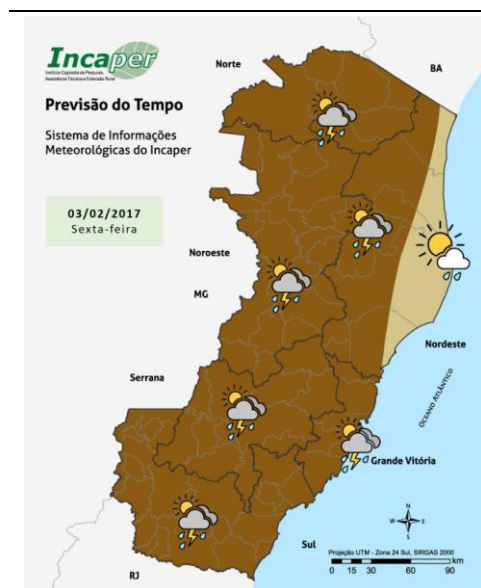 Incaper
Instituto Capixaba de Pesquisa,
Assistência Técnica e Extensão Rural
Previsão do Tempo
Sistema de Informações
Meteorológicas do Incaper
03/02/2017
Sexta-feira
Norte
BA
Noroeste
MG
Nordeste
Serrana
OCEANO ATLÂNTICO
Grande Vitória
Sul
RJ
N
W
E
S
Projeção UTM - Zona 24 Sul, SIRGAS 2000
km
0 15 30 60 90